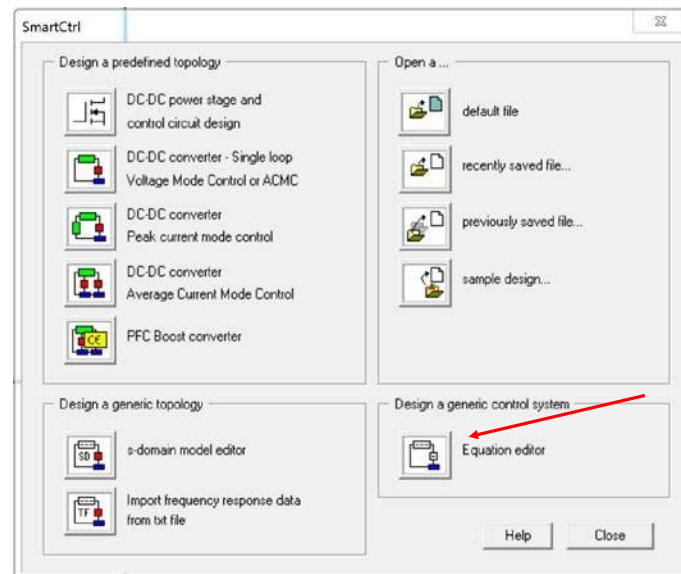 SmartCtrl
Design a predefined topology
DC-DC power stage and
control circuit design
DC-DC converter - Single loop
Voltage Mode Control or ACMC
DC-DC converter
Peak current mode control
DC-DC converter
Average Current Mode Control
PFC Boost converter
Open a ...
default file
recently saved file...
previously saved file...
sample design...
Design a generic topology
SD
s-domain model editor
TF
Import frequency response data
from txt file
Design a generic control system
Equation editor
Help
Close